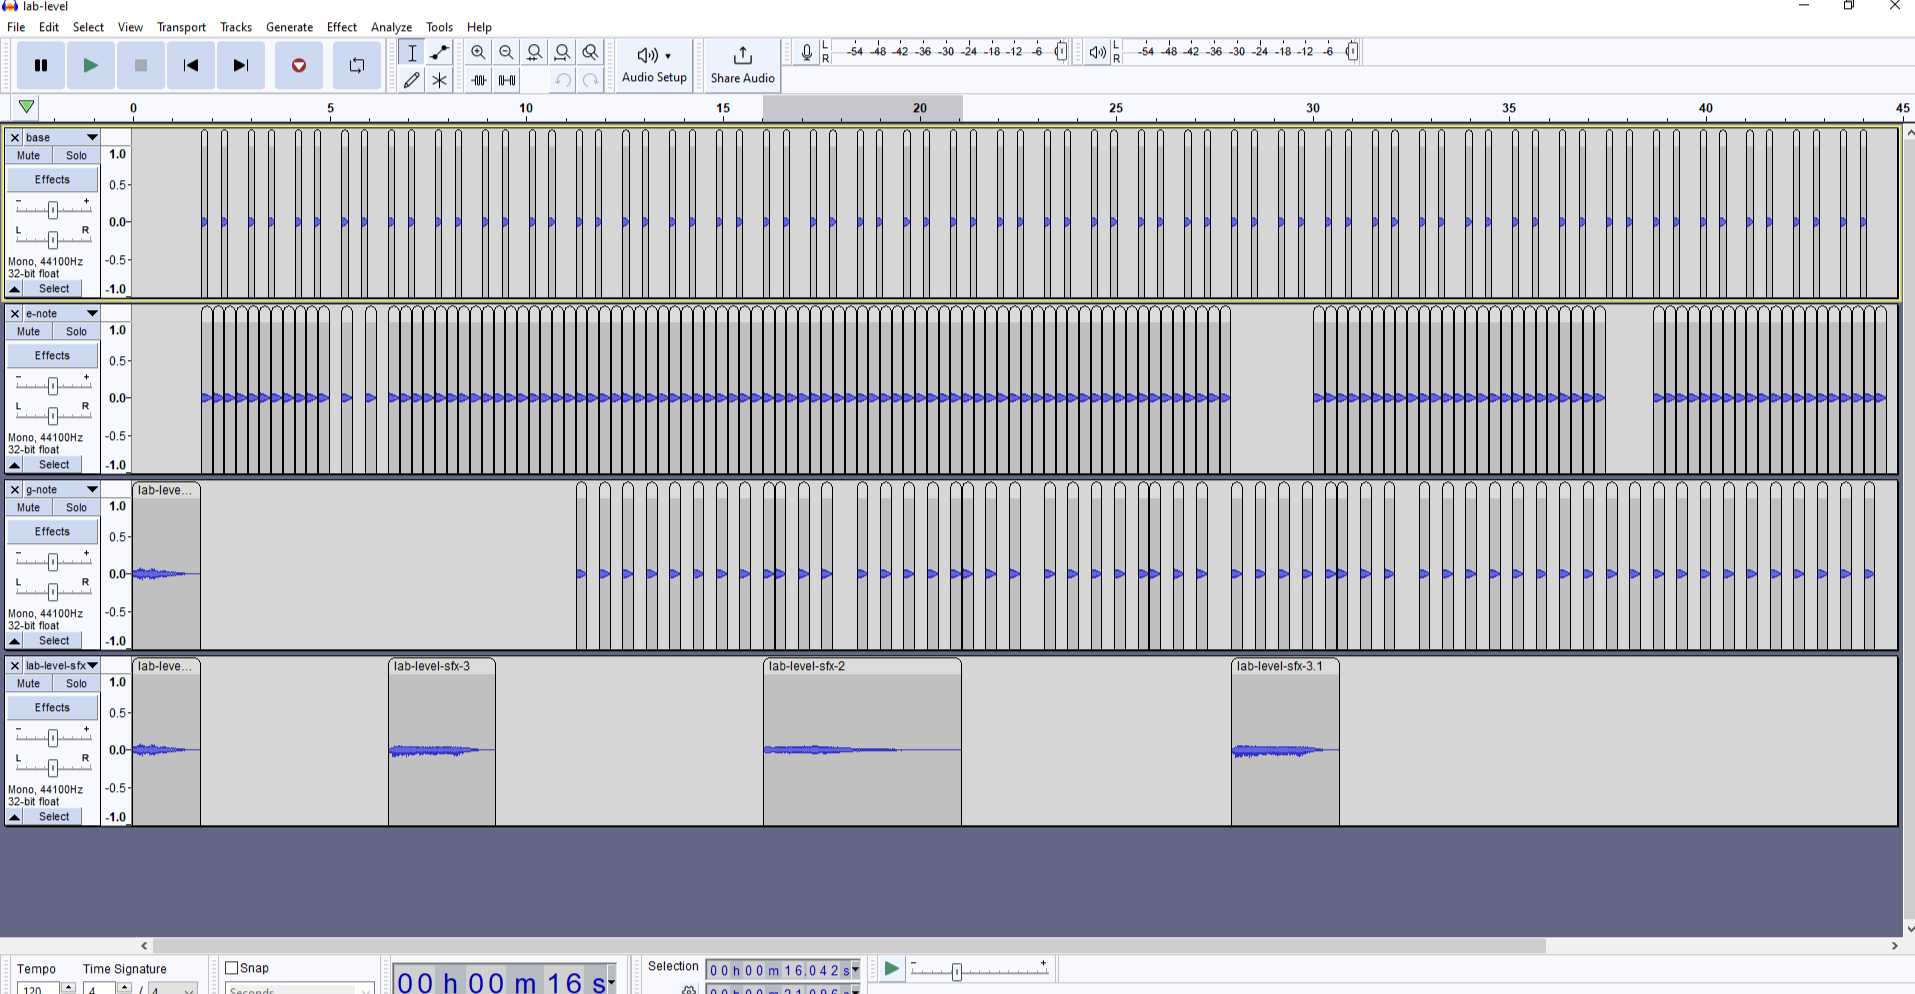 lab-level
File Edit Select View Transport Tracks Generate Effect Analyze Tools Help
Audio Setup
Share Audio
L R -54 -48 -42 -36 -30 -24 -18 -12 -6
L R -54 -48 -42 -36 -30 -24 -18 -12 -6
0 5 10 15 20 25 30 35 40 45
base
Mute Solo
Effects
- +
L R
Mono, 44100Hz
32-bit float
Select
1.0
0.5
0.0
-0.5
-1.0
e-note
Mute Solo
Effects
- +
L R
Mono, 44100Hz
32-bit float
Select
1.0
0.5
0.0
-0.5
-1.0
g-note
Mute Solo
Effects
- +
L R
Mono, 44100Hz
32-bit float
Select
1.0
0.5
0.0
-0.5
-1.0
lab-leve...
lab-level-sfx
Mute Solo
Effects
- +
L R
Mono, 44100Hz
32-bit float
Select
1.0
0.5
0.0
-0.5
-1.0
lab-leve... lab-level-sfx-3 lab-level-sfx-2 lab-level-sfx-3.1
Tempo Time Signature
120 4 / 4
Snap
Seconds
00 h 00 m 16 s
Selection
00 h 00 m 16.042 s
- +